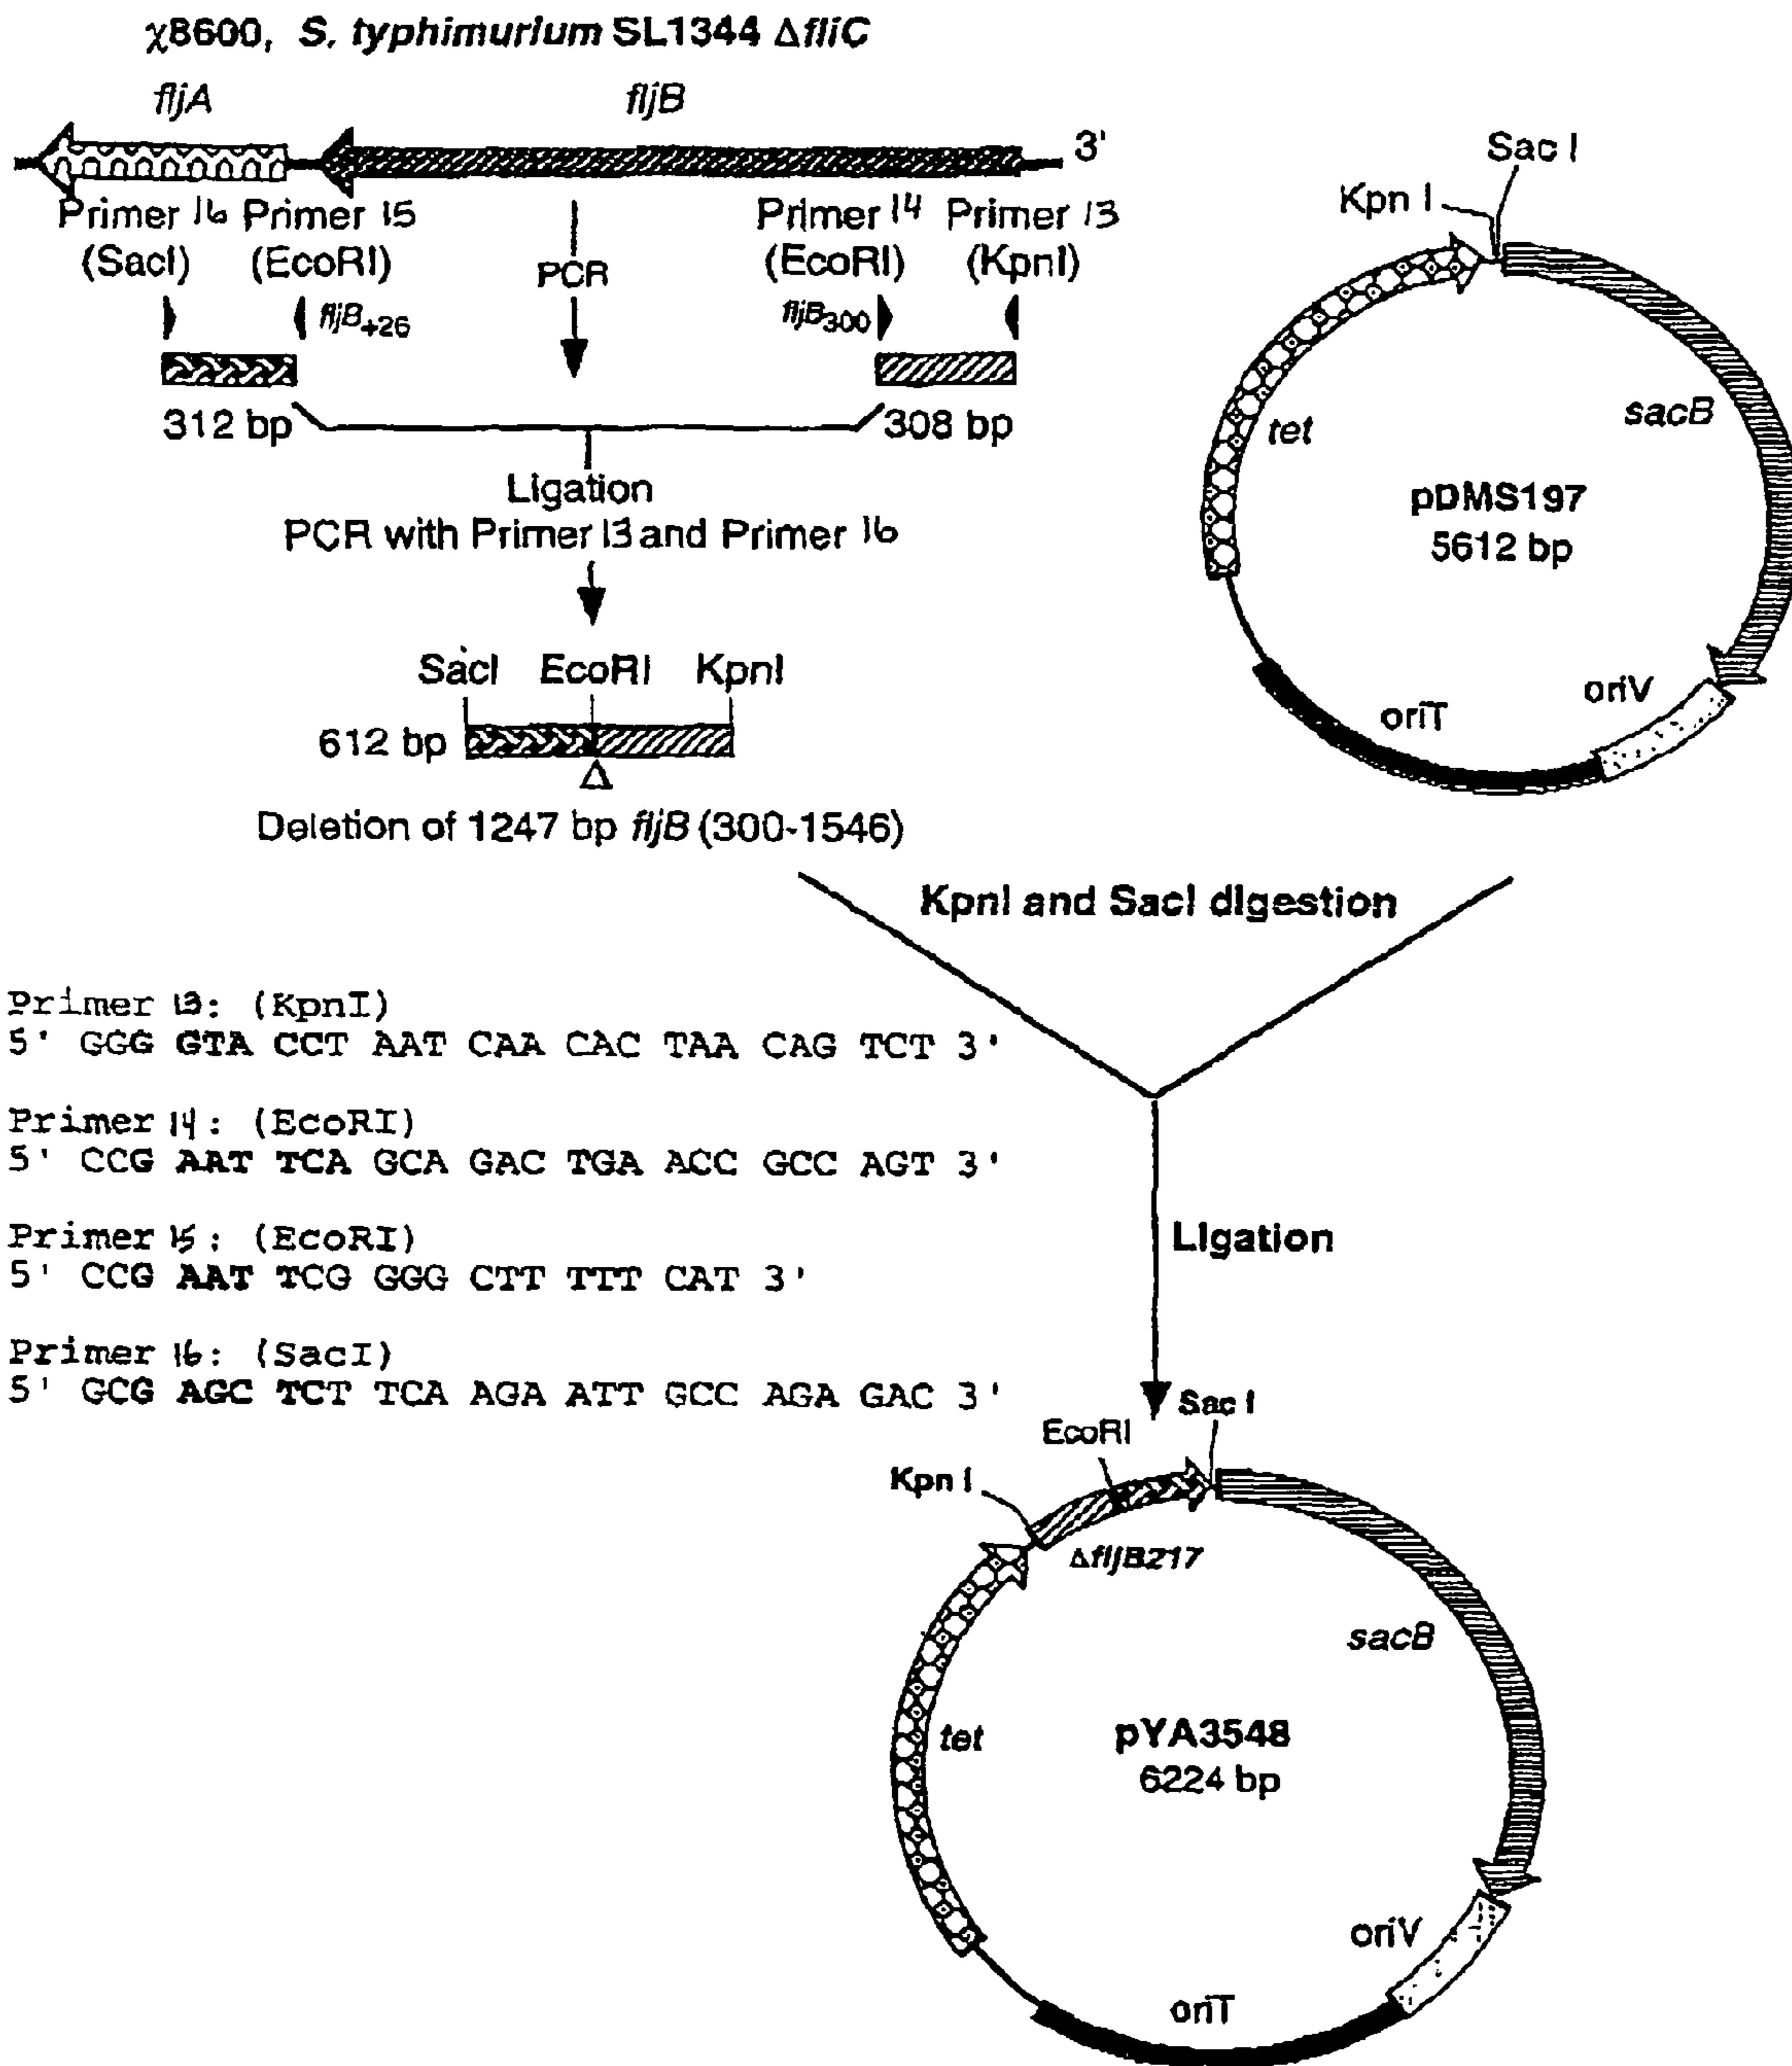 χ8600, S. typhimurium SL1344 ΔfliC
fljA fljB
3'
Primer 16 (SacI)
Primer 15 (EcoRI)
PCR
Primer 14 (EcoRI)
Primer 13 (KpnI)
fljB+26
fljB300
312 bp
308 bp
Ligation
PCR with Primer 13 and Primer 16
SacI EcoRI KpnI
612 bp
Δ
Deletion of 1247 bp fljB (300-1546)
Kpn I
Sac I
tet
sacB
pDMS197
5612 bp
oriT
oriV
KpnI and SacI digestion
Primer 13: (KpnI)
5' GGG GTA CCT AAT CAA CAC TAA CAG TCT 3'
Primer 14: (EcoRI)
5' CCG AAT TCA GCA GAC TGA ACC GCC AGT 3'
Primer 15: (EcoRI)
5' CCG AAT TCG GGG CTT TTT CAT 3'
Primer 16: (SacI)
5' GCG AGC TCT TCA AGA ATT GCC AGA GAC 3'
Ligation
Kpn I
EcoRI
Sac I
ΔfljB217
sacB
tet
pYA3548
6224 bp
oriV
oriT